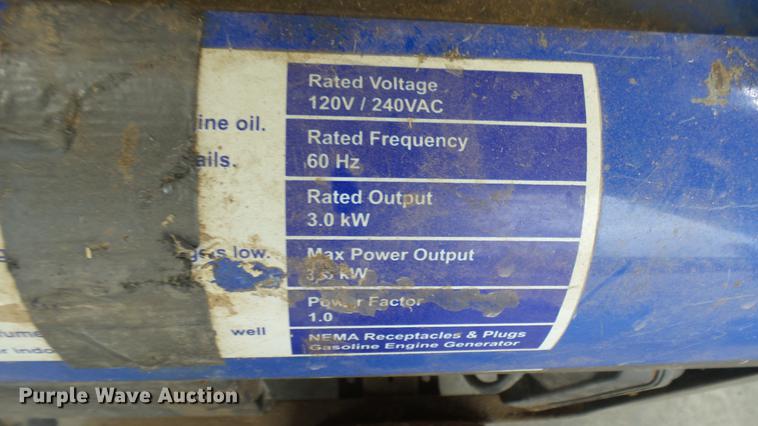 Rated Voltage
120V / 240VAC
ine oil.
Rated Frequency
60 Hz
ails.
Rated Output
3.0 kW
is low.
Max Power Output
kW
Power Factor
1.0
well
NEMA Receptacles & Plugs
Gasoline Engine Generator
Purple Wave Auction